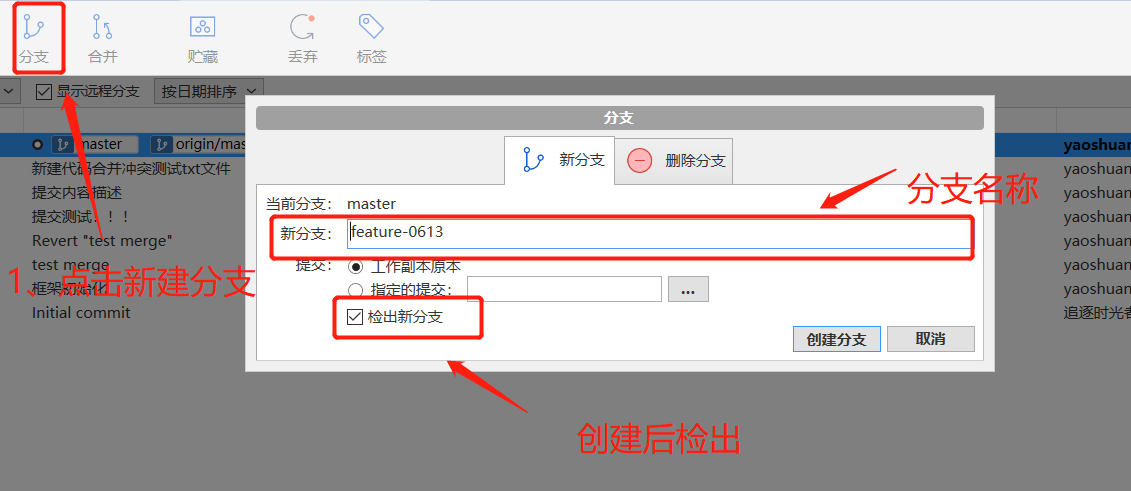 分支 合并 贮藏 丢弃 标签
显示远程分支 按日期排序
分支
master origin/mas yaoshuan
新分支 删除分支
新建代码合并冲突测试txt文件 yaoshuan
提交内容描述 yaoshuan
当前分支： master
分支名称
提交测试！！！ yaoshuan
新分支： feature-0613
Revert "test merge" yaoshuan
test merge yaoshuan
提交： 工作副本原本
1、点击新建分支
框架初始化 yaoshuan
指定的提交： ...
Initial commit 追逐时光者
检出新分支
创建分支 取消
创建后检出